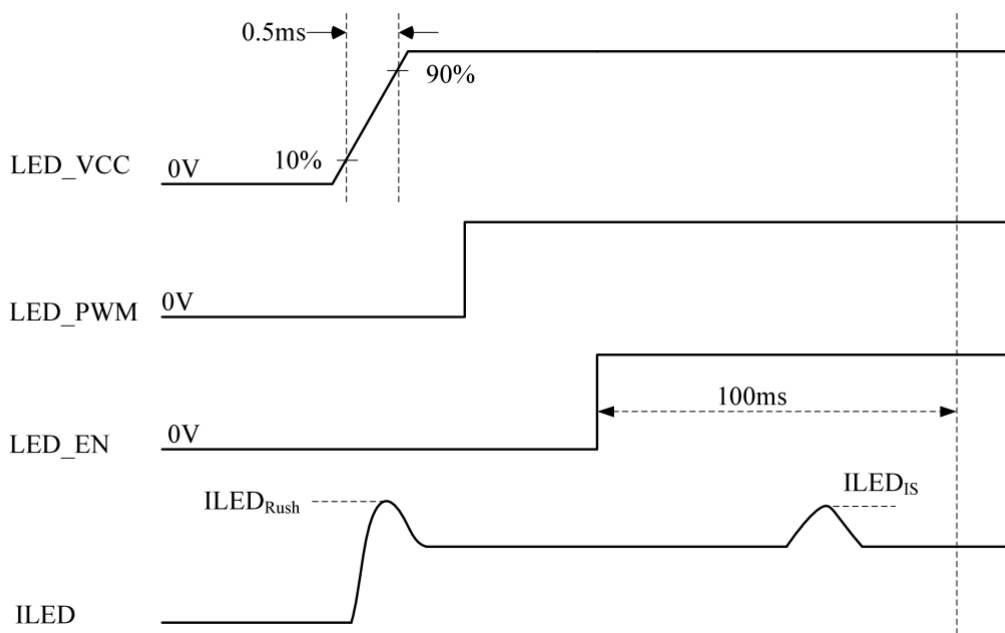 0.5ms
90%
10%
LED_VCC
0V
LED_PWM
0V
LED_EN
0V
100ms
ILED_Rush
ILED_IS
ILED